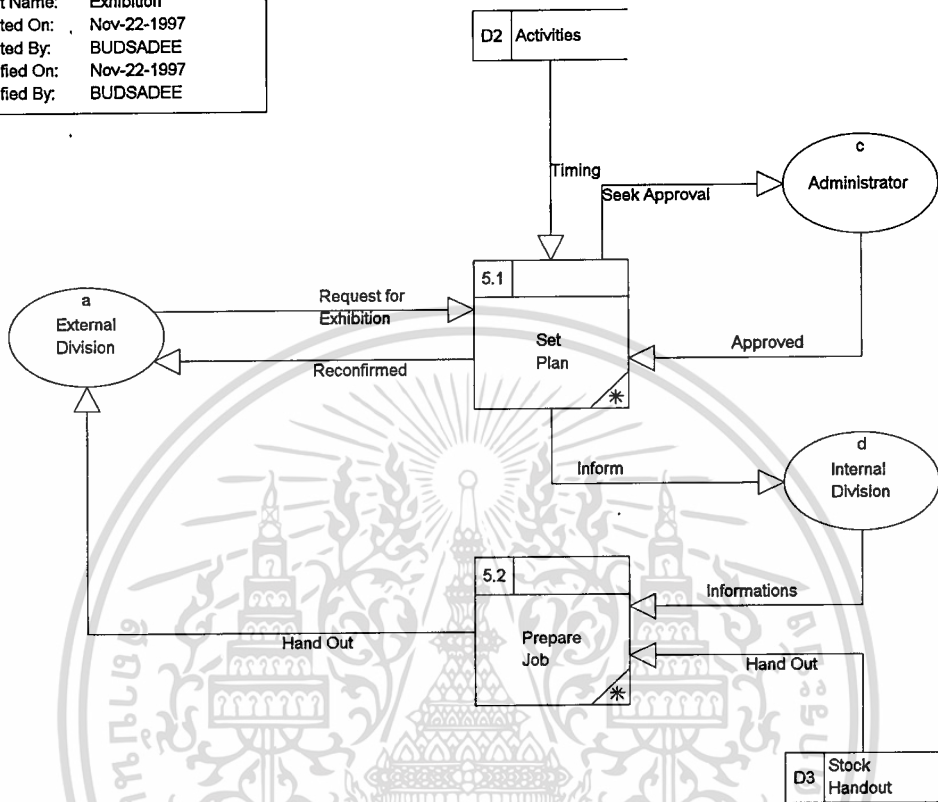 t Name: Exhibition
ted On: Nov-22-1997
ted By: BUDSADEE
fied On: Nov-22-1997
fied By: BUDSADEE
D2 Activities
Timing
Seek Approval
c
Administrator
5.1
Set
Plan
*
a
External
Division
Request for
Exhibition
Reconfirmed
Approved
Inform
d
Internal
Division
5.2
Prepare
Job
*
Informations
Hand Out
Hand Out
D3 Stock
Handout